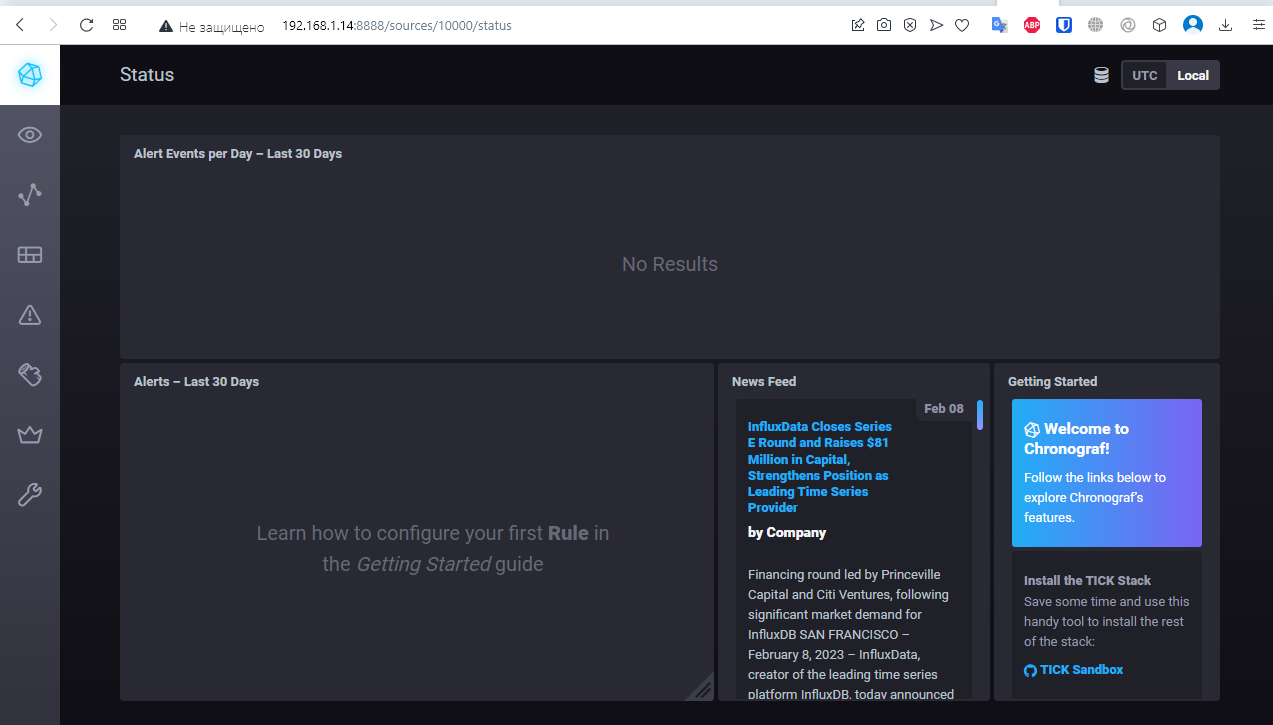 Не защищено
192.168.1.14:8888/sources/10000/status
ABP
Status
UTC
Local
Alert Events per Day – Last 30 Days
No Results
Alerts – Last 30 Days
Learn how to configure your first Rule in
the Getting Started guide
News Feed
Feb 08
InfluxData Closes Series
E Round and Raises $81
Million in Capital,
Strengthens Position as
Leading Time Series
Provider
by Company
Financing round led by Princeville
Capital and Citi Ventures, following
significant market demand for
InfluxDB SAN FRANCISCO –
February 8, 2023 – InfluxData,
creator of the leading time series
platform InfluxDB, today announced
Getting Started
Welcome to
Chronograf!
Follow the links below to
explore Chronograf's
features.
Install the TICK Stack
Save some time and use this
handy tool to install the rest
of the stack:
TICK Sandbox